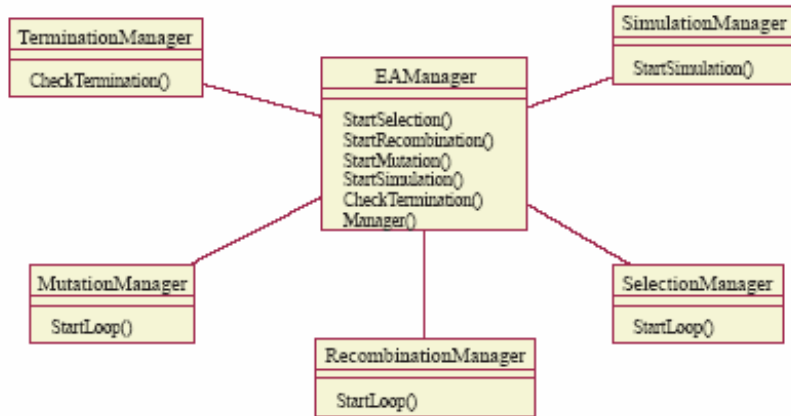 TerminationManager
CheckTermination()
EAManager
StartSelection()
StartRecombination()
StartMutation()
StartSimulation()
CheckTermination()
Manager()
SimulationManager
StartSimulation()
MutationManager
StartLoop()
RecombinationManager
StartLoop()
SelectionManager
StartLoop()